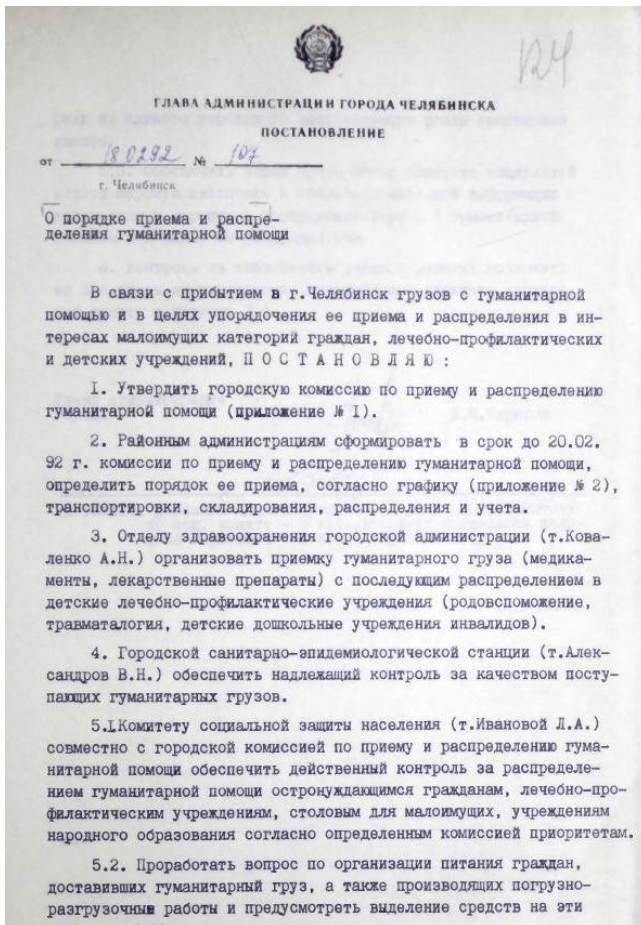 124
ГЛАВА АДМИНИСТРАЦИИ ГОРОДА ЧЕЛЯБИНСКА
ПОСТАНОВЛЕНИЕ
от 180292 № 107
г. Челябинск
О порядке приема и распре-
деления гуманитарной помощи
В связи с прибытием в г.Челябинск грузов с гуманитарной
помощью и в целях упорядочения ее приема и распределения в ин-
тересах малоимущих категорий граждан, лечебно-профилактических
и детских учреждений, П О С Т А Н О В Л Я Ю :
I. Утвердить городскую комиссию по приему и распределению
гуманитарной помощи (приложение № I).
2. Районным администрациям сформировать в срок до 20.02.
92 г. комиссии по приему и распределению гуманитарной помощи,
определить порядок ее приема, согласно графику (приложение № 2),
транспортировки, складирования, распределения и учета.
3. Отделу здравоохранения городской администрации (т.Кова-
ленко А.Н.) организовать приемку гуманитарного груза (медика-
менты, лекарственные препараты) с последующим распределением в
детские лечебно-профилактические учреждения (родовспоможение,
травматалогия, детские дошкольные учреждения инвалидов).
4. Городской санитарно-эпидемиологической станции (т.Алек-
сандров В.Н.) обеспечить надлежащий контроль за качеством посту-
пающих гуманитарных грузов.
5.I.Комитету социальной защиты населения (т.Ивановой Л.А.)
совместно с городской комиссией по приему и распределению гума-
нитарной помощи обеспечить действенный контроль за распределе-
нием гуманитарной помощи остронуждающимся гражданам, лечебно-про-
филактическим учреждениям, столовым для малоимущих, учреждениям
народного образования согласно определенным комиссией приоритетам.
5.2. Проработать вопрос по организации питания граждан,
доставивших гуманитарный груз, а также производящих погрузно-
разгрузочные работы и предусмотреть выделение средств на эти